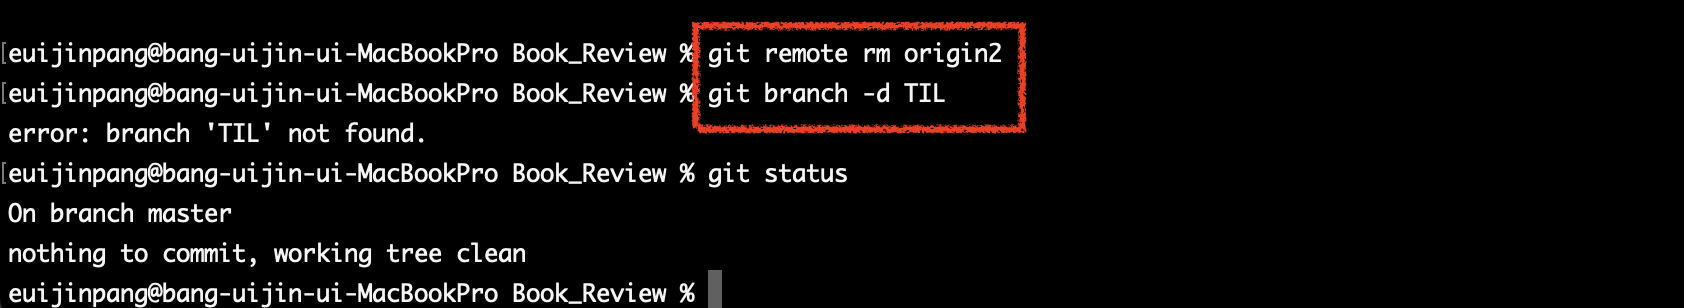 euijinpang@bang-uijin-ui-MacBookPro Book_Review % git remote rm origin2
euijinpang@bang-uijin-ui-MacBookPro Book_Review % git branch -d TIL
error: branch 'TIL' not found.
euijinpang@bang-uijin-ui-MacBookPro Book_Review % git status
On branch master
nothing to commit, working tree clean
euijinpang@bang-uijin-ui-MacBookPro Book_Review %